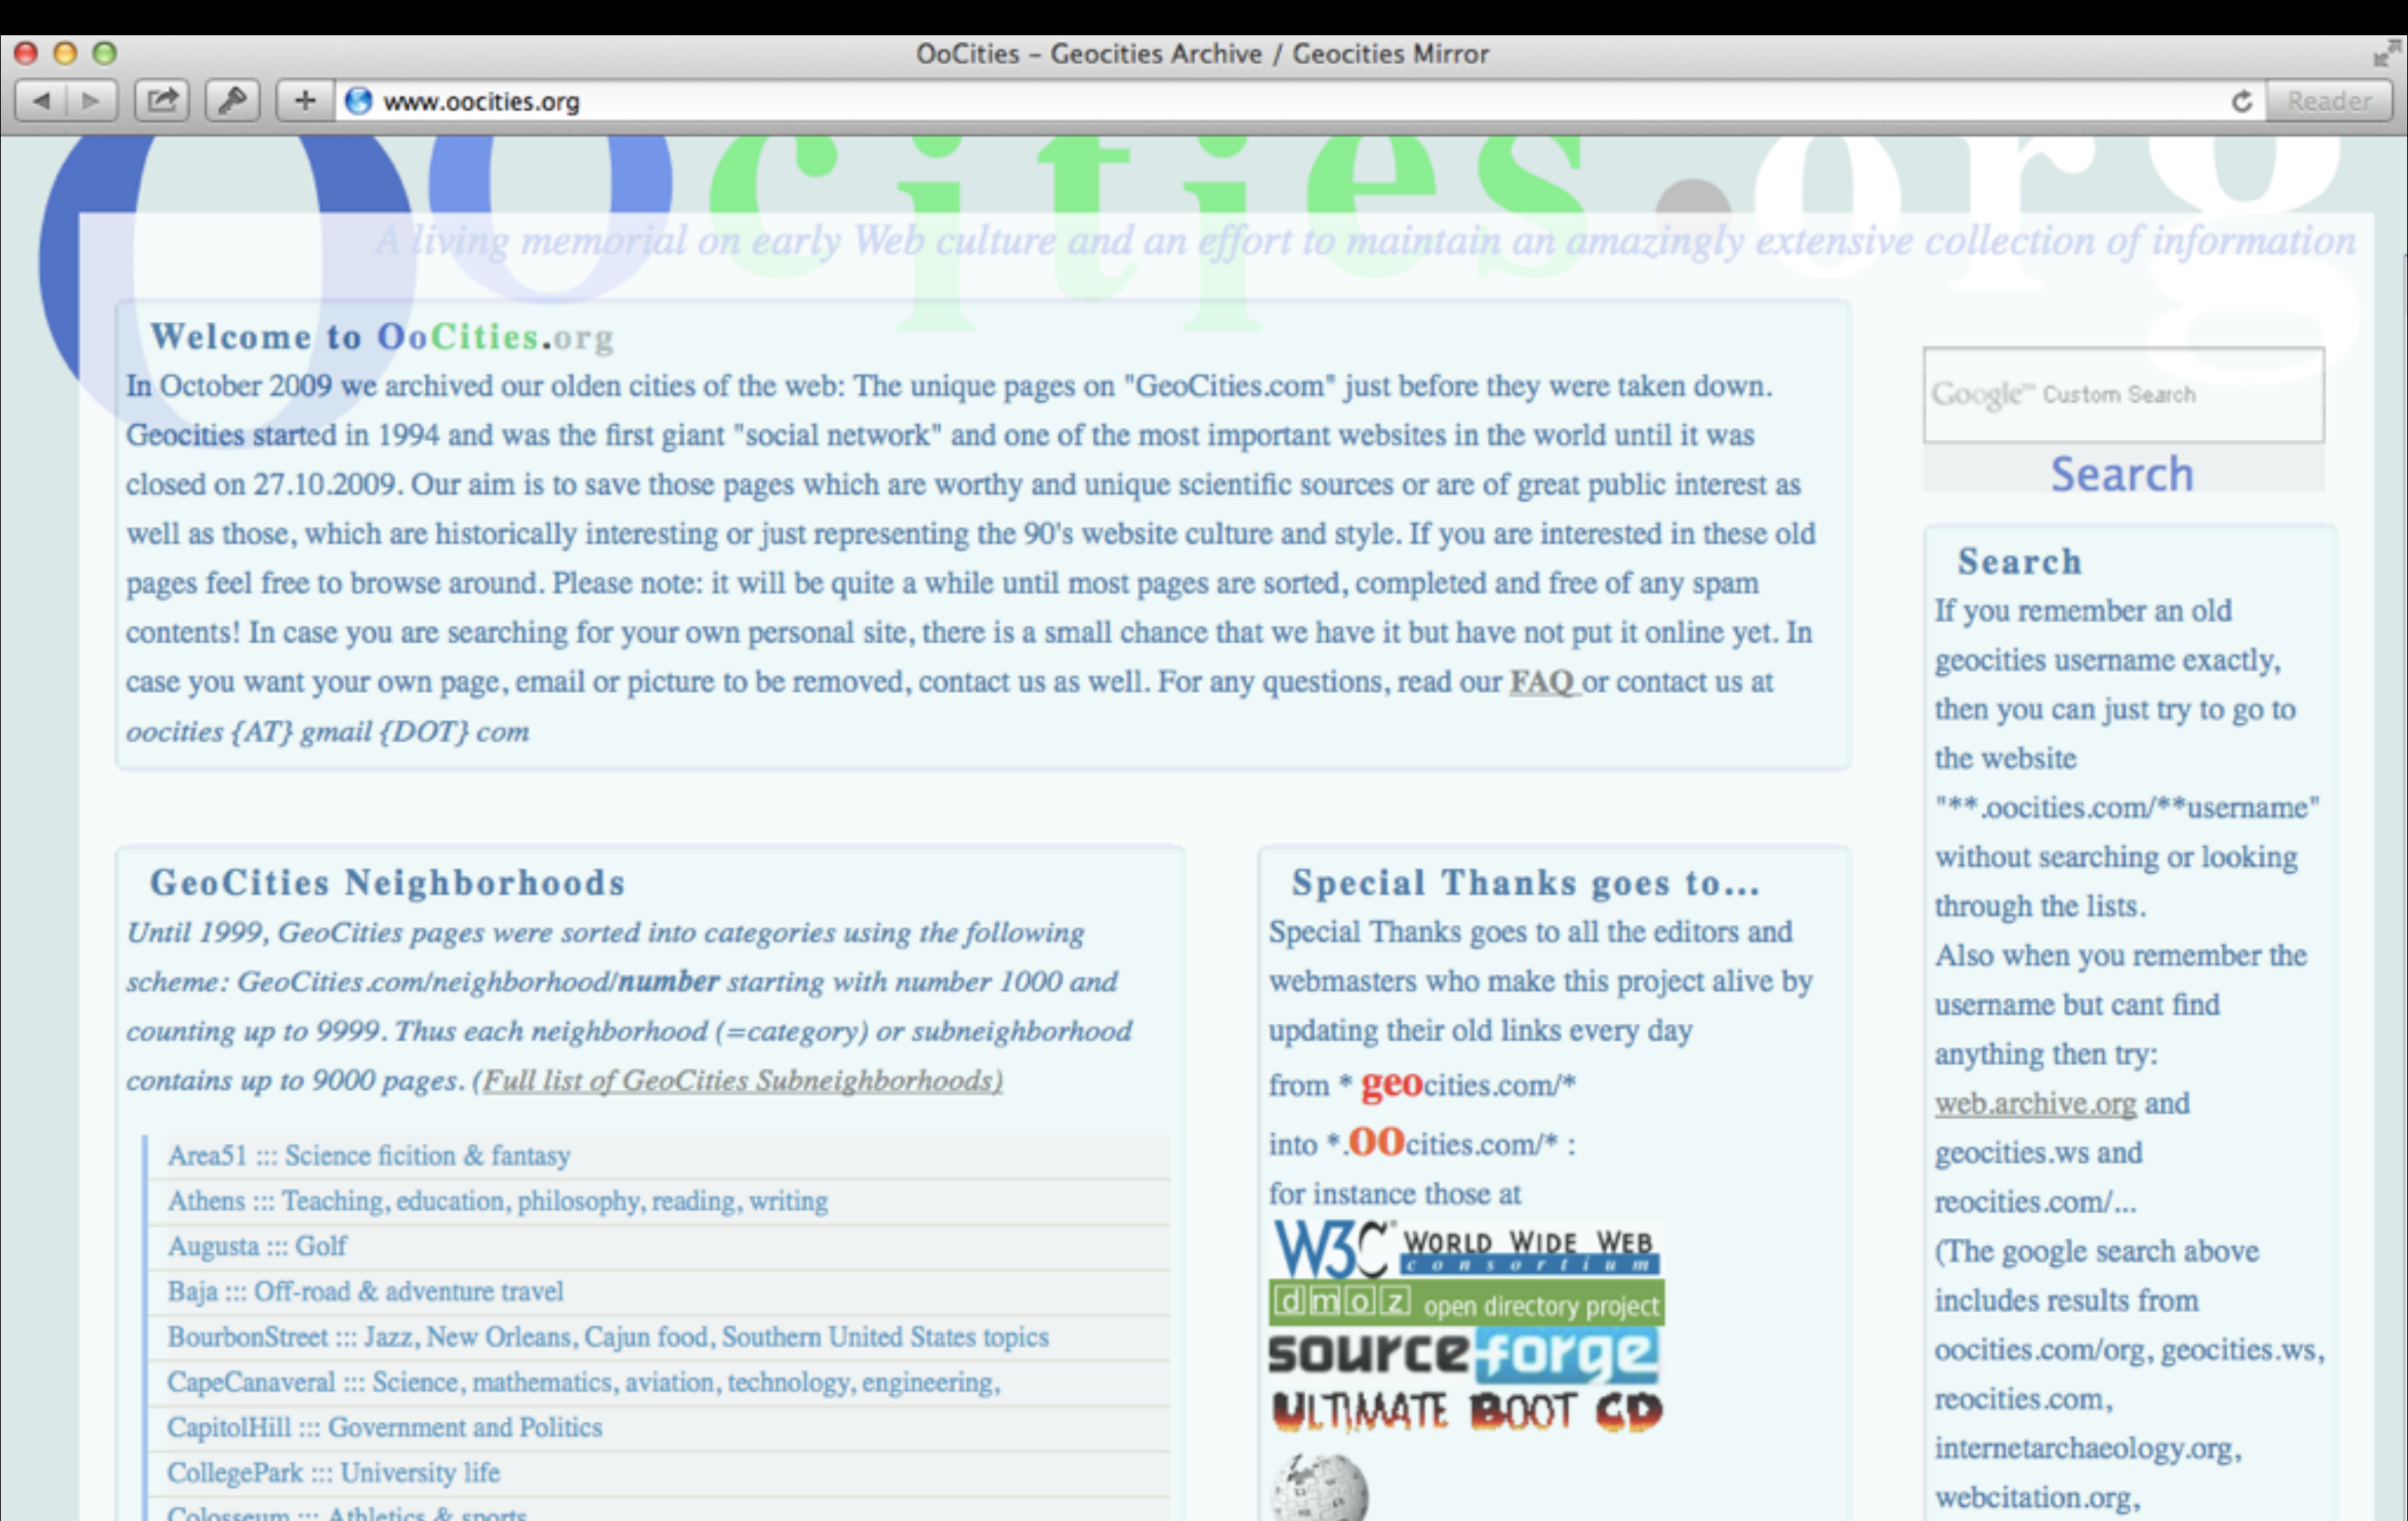 OoCities – Geocities Archive / Geocities Mirror
www.oocities.org
Reader
Oocities.org
A living memorial on early Web culture and an effort to maintain an amazingly extensive collection of information
Welcome to OoCities.org
In October 2009 we archived our olden cities of the web: The unique pages on "GeoCities.com" just before they were taken down.
Geocities started in 1994 and was the first giant "social network" and one of the most important websites in the world until it was
closed on 27.10.2009. Our aim is to save those pages which are worthy and unique scientific sources or are of great public interest as
well as those, which are historically interesting or just representing the 90's website culture and style. If you are interested in these old
pages feel free to browse around. Please note: it will be quite a while until most pages are sorted, completed and free of any spam
contents! In case you are searching for your own personal site, there is a small chance that we have it but have not put it online yet. In
case you want your own page, email or picture to be removed, contact us as well. For any questions, read our FAQ or contact us at
oocities {AT} gmail {DOT} com
GeoCities Neighborhoods
Until 1999, GeoCities pages were sorted into categories using the following
scheme: GeoCities.com/neighborhood/number starting with number 1000 and
counting up to 9999. Thus each neighborhood (=category) or subneighborhood
contains up to 9000 pages. (Full list of GeoCities Subneighborhoods)
Area51 ::: Science ficition & fantasy
Athens ::: Teaching, education, philosophy, reading, writing
Augusta ::: Golf
Baja ::: Off-road & adventure travel
BourbonStreet ::: Jazz, New Orleans, Cajun food, Southern United States topics
CapeCanaveral ::: Science, mathematics, aviation, technology, engineering,
CapitolHill ::: Government and Politics
CollegePark ::: University life
Colosseum ::: Athletics & sports
Special Thanks goes to...
Special Thanks goes to all the editors and
webmasters who make this project alive by
updating their old links every day
from * geocities.com/*
into *.oocities.com/* :
for instance those at
W3C WORLD WIDE WEB
consortium
dmoz open directory project
sourceforge
ULTIMATE BOOT CD
Google™ Custom Search
Search
Search
If you remember an old
geocities username exactly,
then you can just try to go to
the website
"**.oocities.com/**username"
without searching or looking
through the lists.
Also when you remember the
username but cant find
anything then try:
web.archive.org and
geocities.ws and
reocities.com/...
(The google search above
includes results from
oocities.com/org, geocities.ws,
reocities.com,
internetarchaeology.org,
webcitation.org,